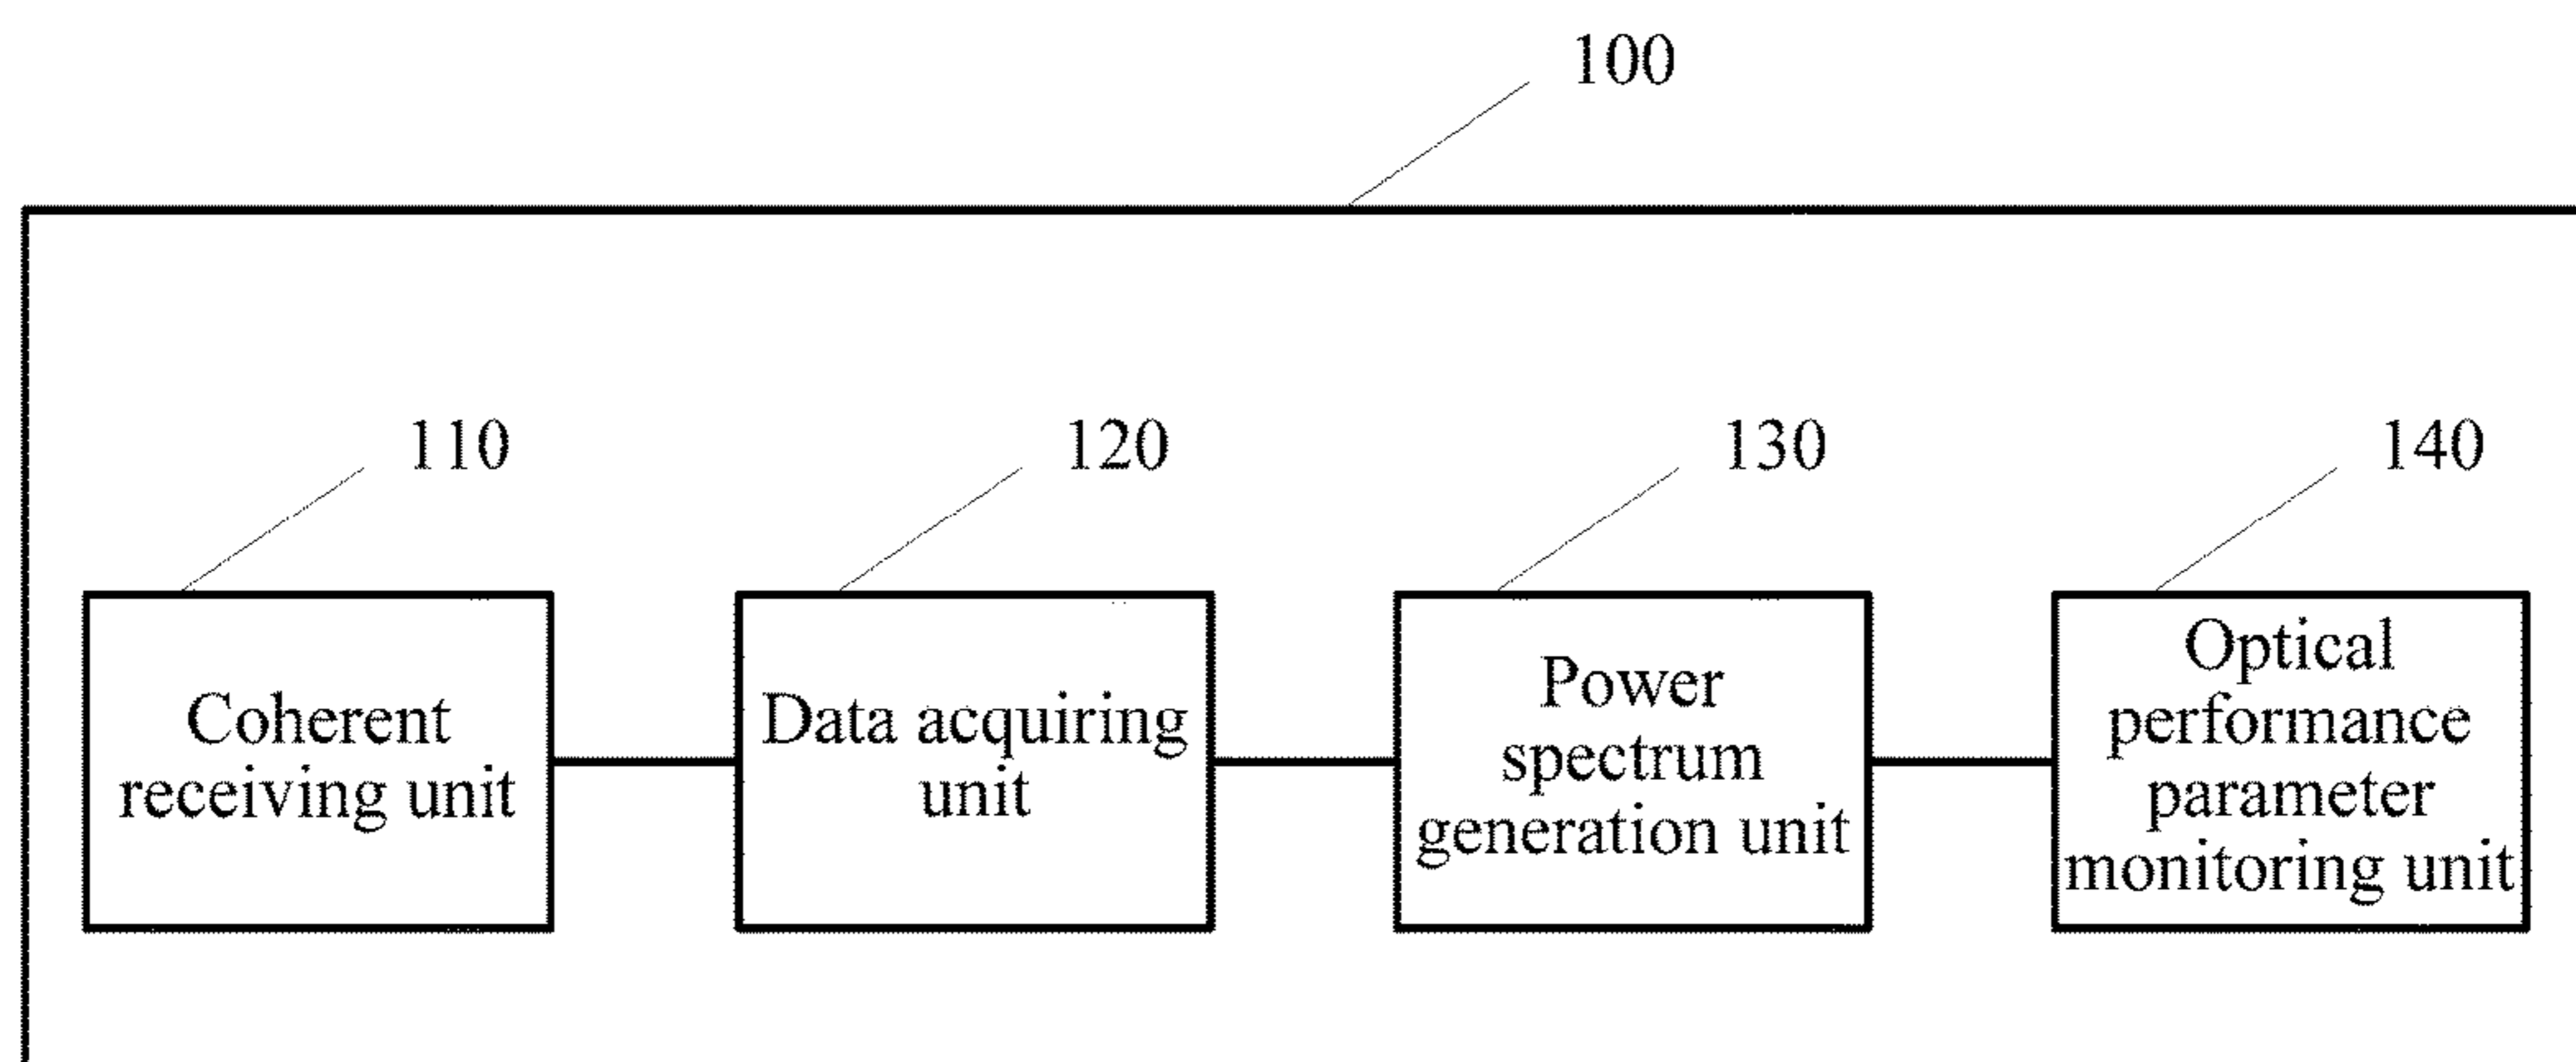 100
110
120
130
140
Coherent
receiving unit
Data acquiring
unit
Power
spectrum
generation unit
Optical
performance
parameter
monitoring unit